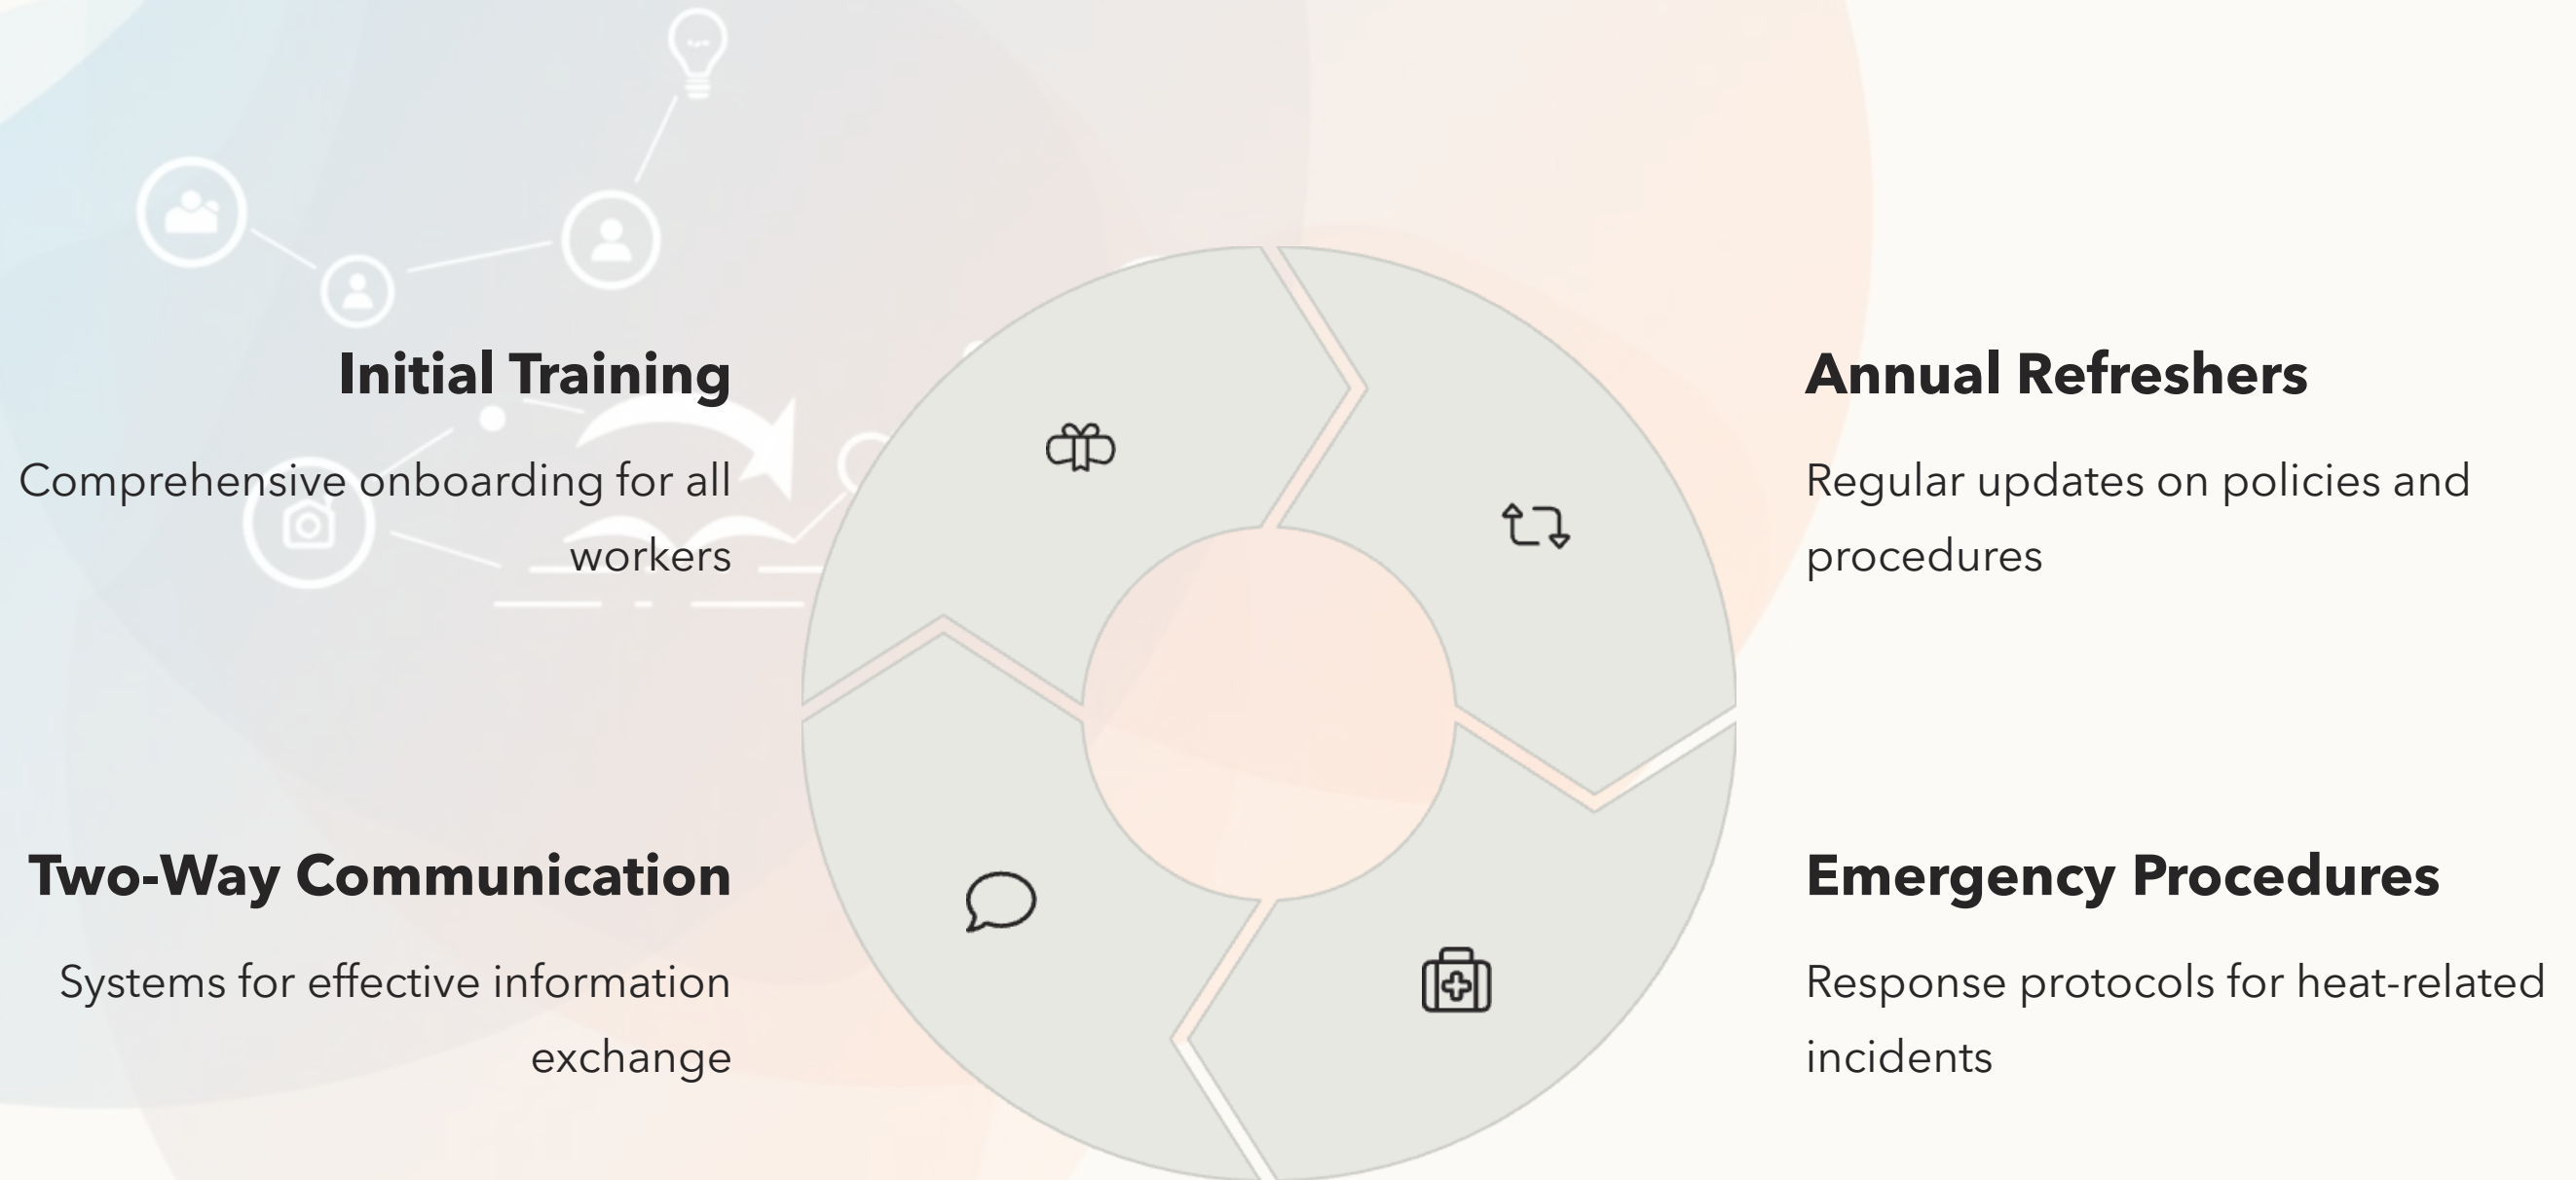 Initial Training
Comprehensive onboarding for all
workers
Annual Refreshers
Regular updates on policies and
procedures
Two-Way Communication
Systems for effective information
exchange
Emergency Procedures
Response protocols for heat-related
incidents